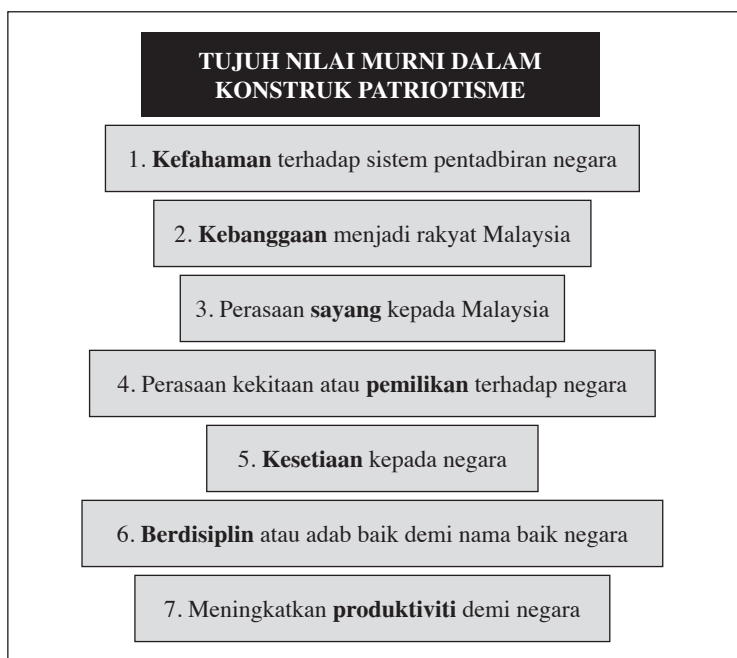 TUJUH NILAI MURNI DALAM
KONSTRUK PATRIOTISME
1. Kefahaman terhadap sistem pentadbiran negara
2. Kebanggaan menjadi rakyat Malaysia
3. Perasaan sayang kepada Malaysia
4. Perasaan kekitaan atau pemilikan terhadap negara
5. Kesetiaan kepada negara
6. Berdisiplin atau adab baik demi nama baik negara
7. Meningkatkan produktiviti demi negara